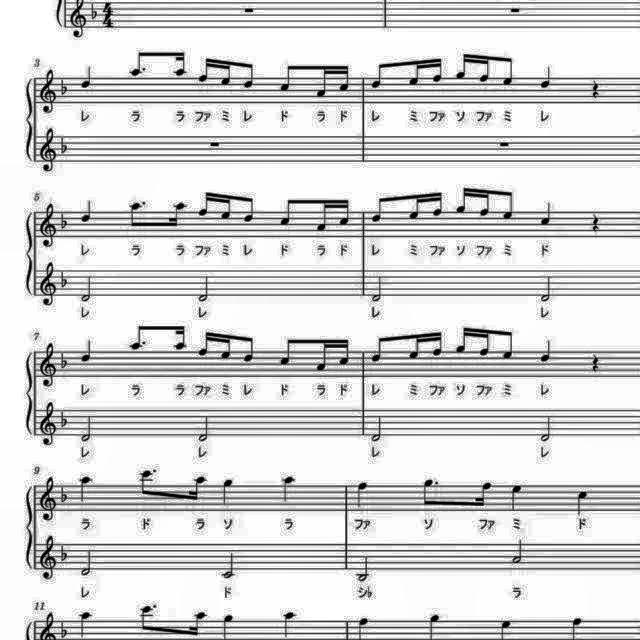 3
レ ラ ラ ファ ミ レ ド ラ ド レ ミ ファ ソ ファ ミ レ
5
レ ラ ラ ファ ミ レ ド ラ ド レ ミ ファ ソ ファ ミ ド
レ レ レ レ
7
レ ラ ラ ファ ミ レ ド ラ ド レ ミ ファ ソ ファ ミ レ
レ レ レ レ
9
ラ ド ラ ソ ラ ファ ソ ファ ミ ド
レ ド シ♭ ラ
11